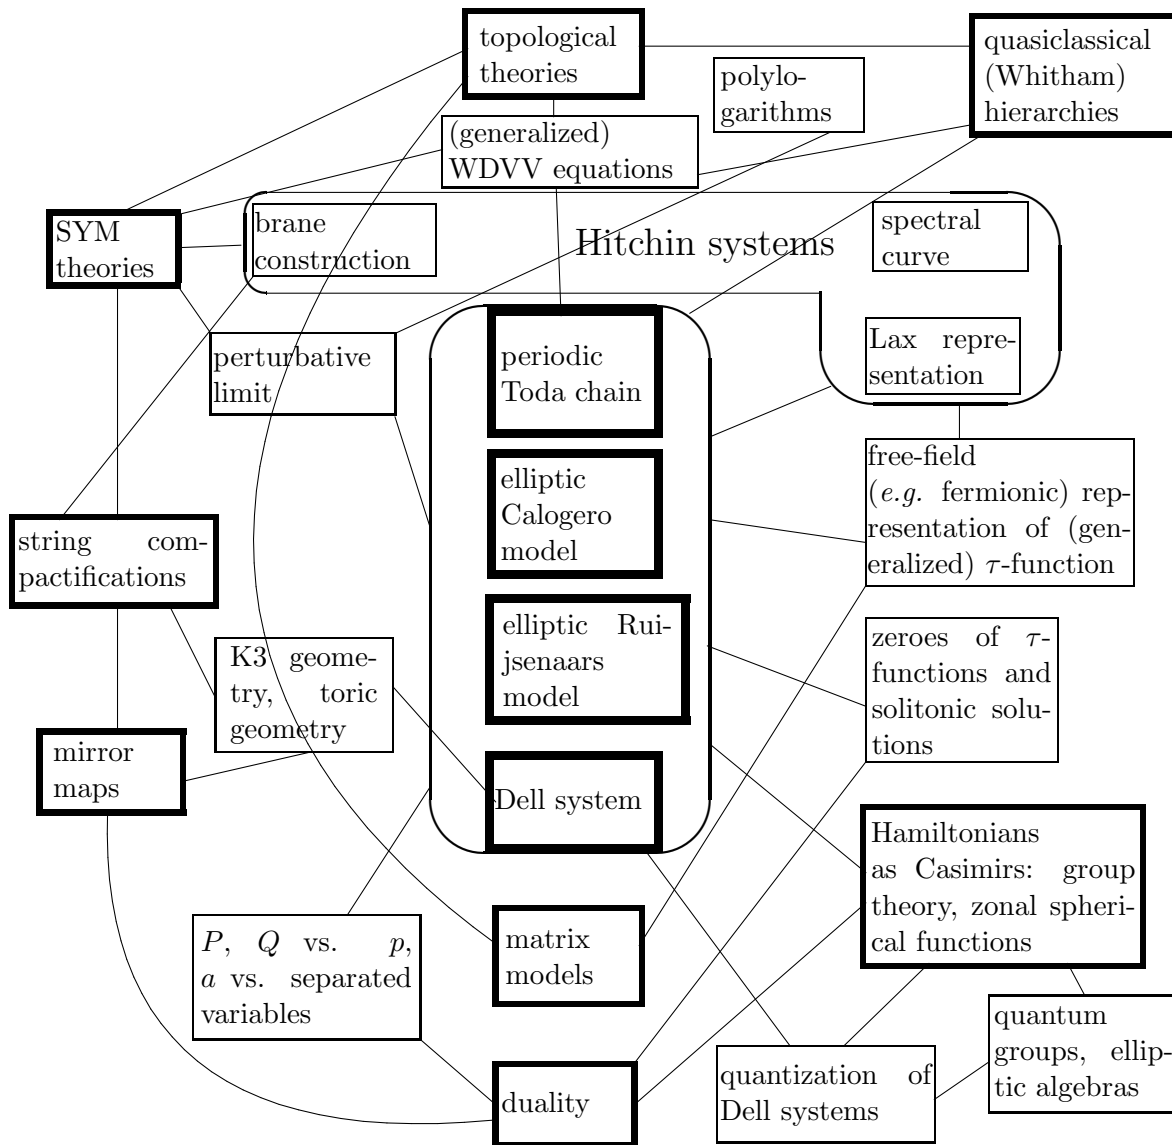 topological
theories
quasiclassical
(Whitham)
hierarchies
polylo-
garithms
(generalized)
WDVV equations
SYM
theories
brane
construction
Hitchin systems
spectral
curve
perturbative
limit
periodic
Toda chain
Lax repre-
sentation
elliptic
Calogero
model
free-field
(e.g. fermionic) rep-
resentation of (gen-
eralized) τ-function
string com-
pactifications
elliptic Rui-
jsenaars
model
zeroes of τ-
functions and
solitonic solu-
tions
K3 geome-
try, toric
geometry
mirror
maps
Dell system
Hamiltonians
as Casimirs: group
theory, zonal spheri-
cal functions
P, Q vs. p,
a vs. separated
variables
matrix
models
quantum
groups, ellip-
tic algebras
duality
quantization of
Dell systems